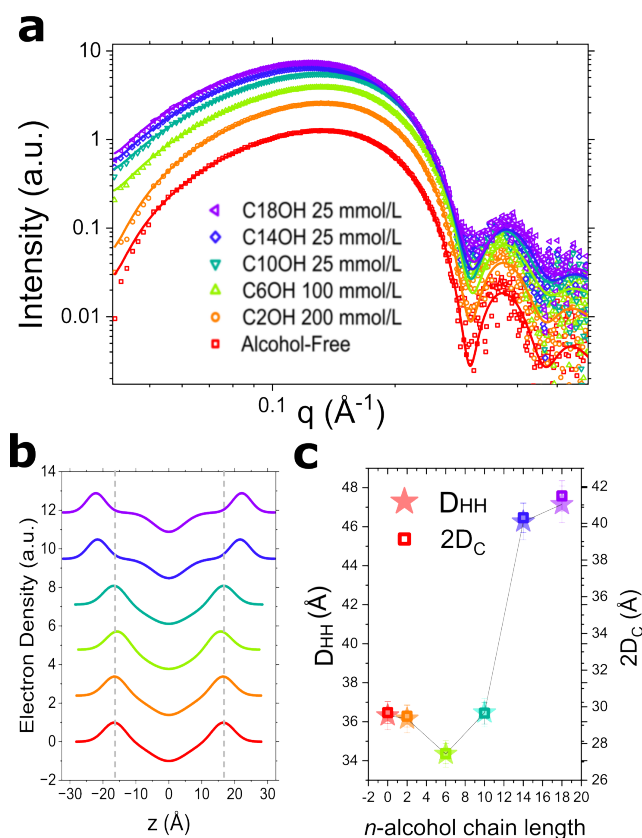 a
10
1
0.1
0.01
Intensity (a.u.)
C18OH 25 mmol/L
C14OH 25 mmol/L
C10OH 25 mmol/L
C6OH 100 mmol/L
C2OH 200 mmol/L
Alcohol-Free
0.1
q (Å⁻¹)
b
14
12
10
8
6
4
2
0
−2
Electron Density (a.u.)
−30 −20 −10 0 10 20 30
z (Å)
c
48
46
44
42
40
38
36
34
D_HH (Å)
D_HH
2D_C
42
40
38
36
34
32
30
28
26
2D_C (Å)
-2 0 2 4 6 8 10 12 14 16 18 20
n-alcohol chain length